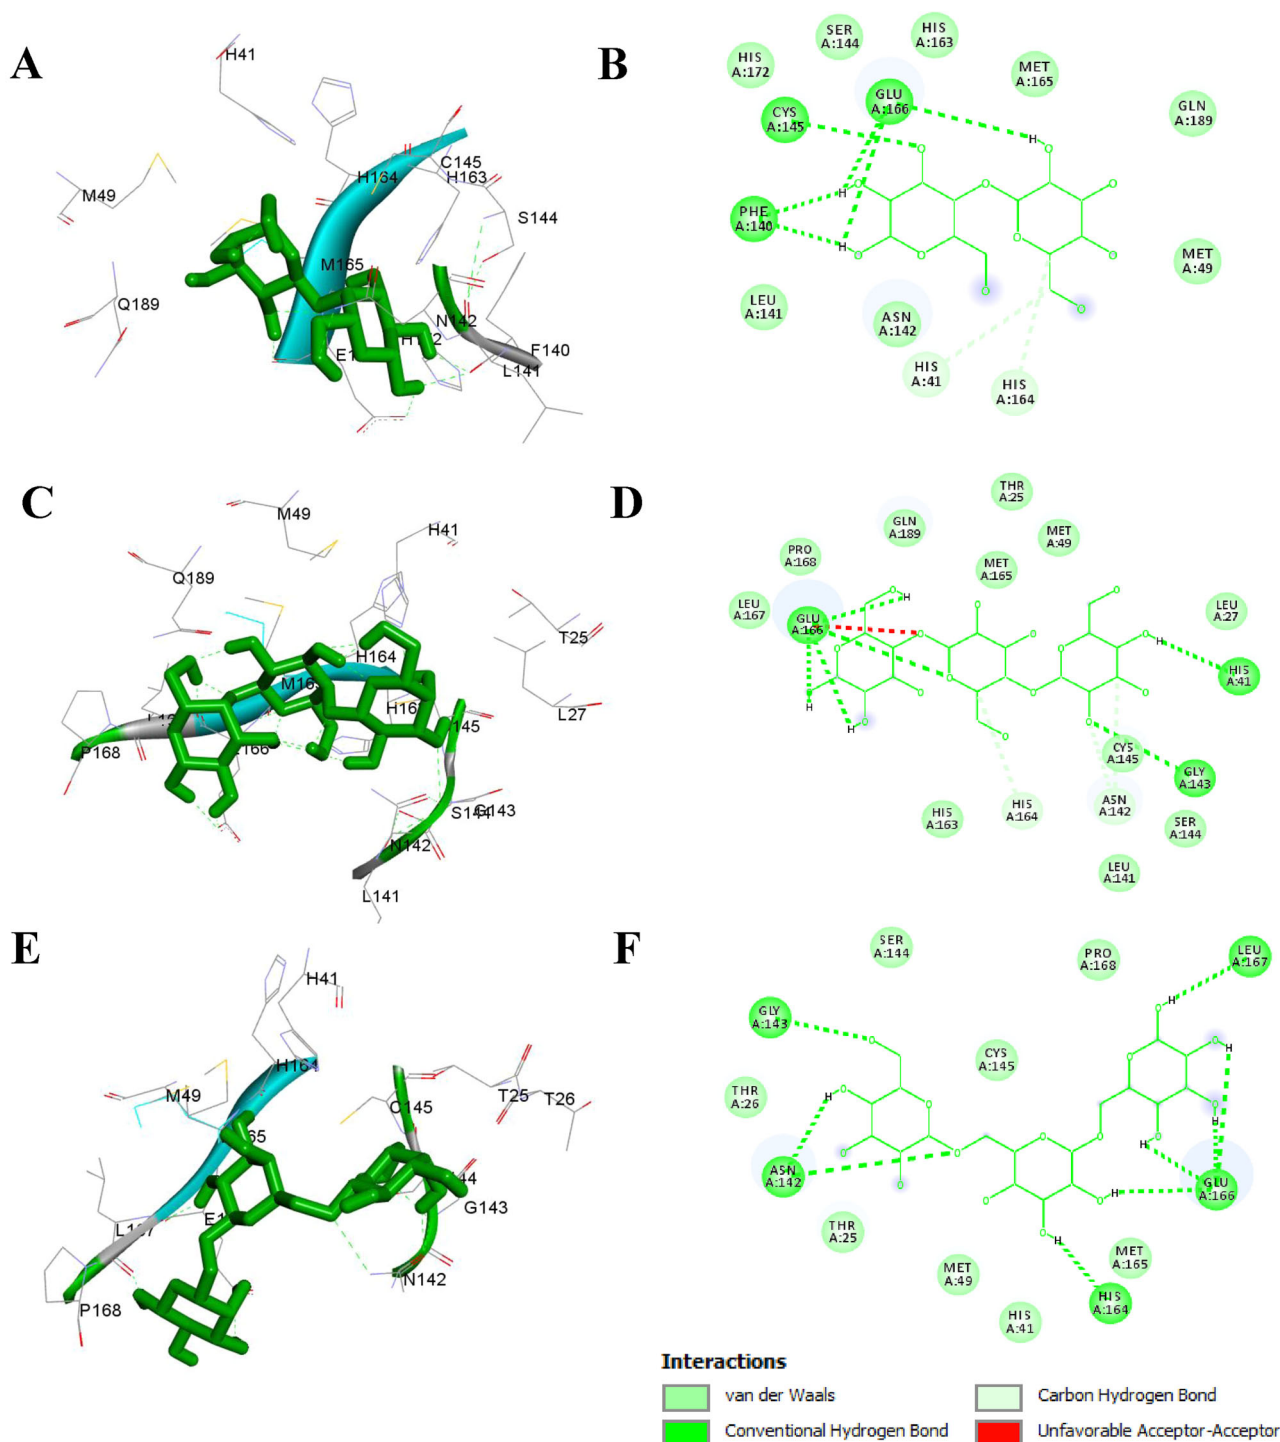 A
H41
M49
H164
C145
H163
S144
M165
Q189
N142
F140
L141
B
SER
A:144
HIS
A:163
HIS
A:172
MET
A:165
GLU
A:166
CYS
A:145
GLN
A:189
H
H
PHE
A:140
H
MET
A:49
LEU
A:141
ASN
A:142
HIS
A:41
HIS
A:164
O
O
O
O
O
O
O
O
O
O
O
C
M49
H41
Q189
T25
H164
L27
P168
S144
G143
N142
L141
D
THR
A:25
GLN
A:189
MET
A:49
PRO
A:168
MET
A:165
LEU
A:167
H
LEU
A:27
GLU
A:166
H
HIS
A:41
H
H
CYS
A:145
GLY
A:143
HIS
A:163
HIS
A:164
ASN
A:142
SER
A:144
LEU
A:141
E
H41
H164
M49
C145
T25
T26
G143
N142
P168
F
SER
A:144
PRO
A:168
LEU
A:167
GLY
A:143
H
CYS
A:145
H
THR
A:26
H
H
H
ASN
A:142
H
GLU
A:166
THR
A:25
H
MET
A:165
MET
A:49
HIS
A:164
HIS
A:41
Interactions
van der Waals
Carbon Hydrogen Bond
Conventional Hydrogen Bond
Unfavorable Acceptor-Acceptor